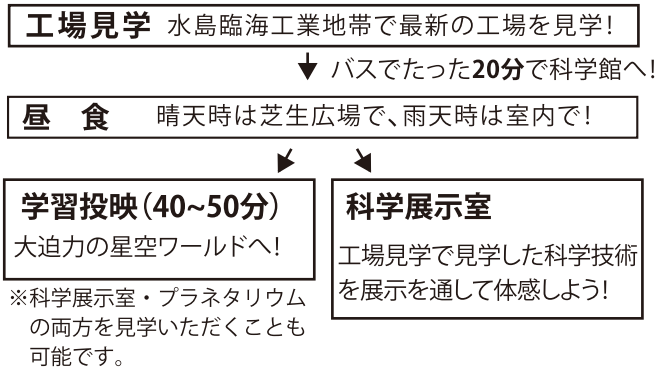 工場見学 水島臨海工業地帯で最新の工場を見学!
バスでたった20分で科学館へ!
昼 食 晴天時は芝生広場で、雨天時は室内で!
学習投映(40~50分)
大迫力の星空ワールドへ!
※科学展示室・プラネタリウム
の両方を見学いただくことも
可能です。
科学展示室
工場見学で見学した科学技術
を展示を通して体感しよう!